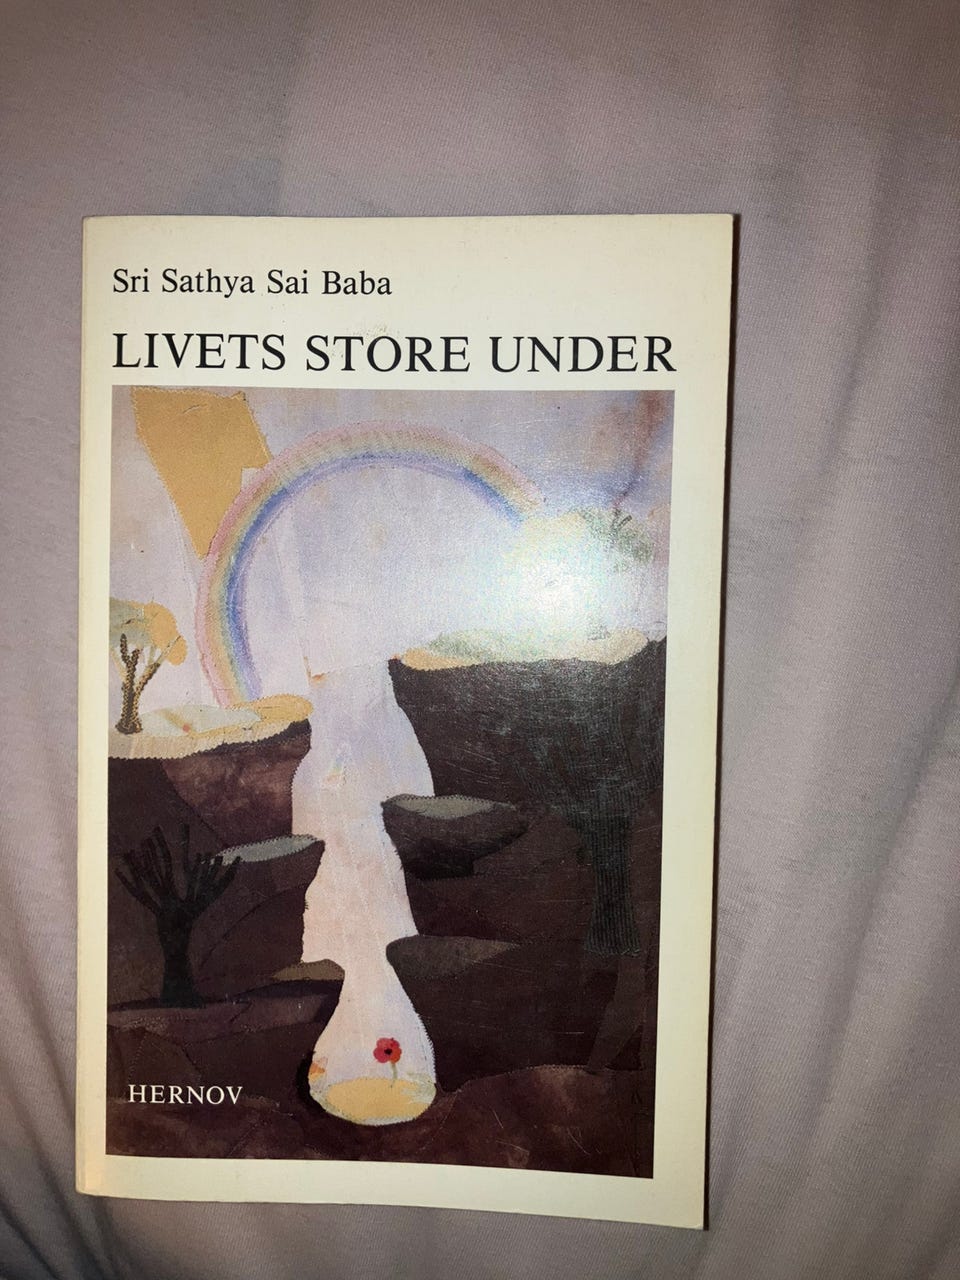 Sri Sathya Sai Baba
LIVETS STORE UNDER
HERNOV